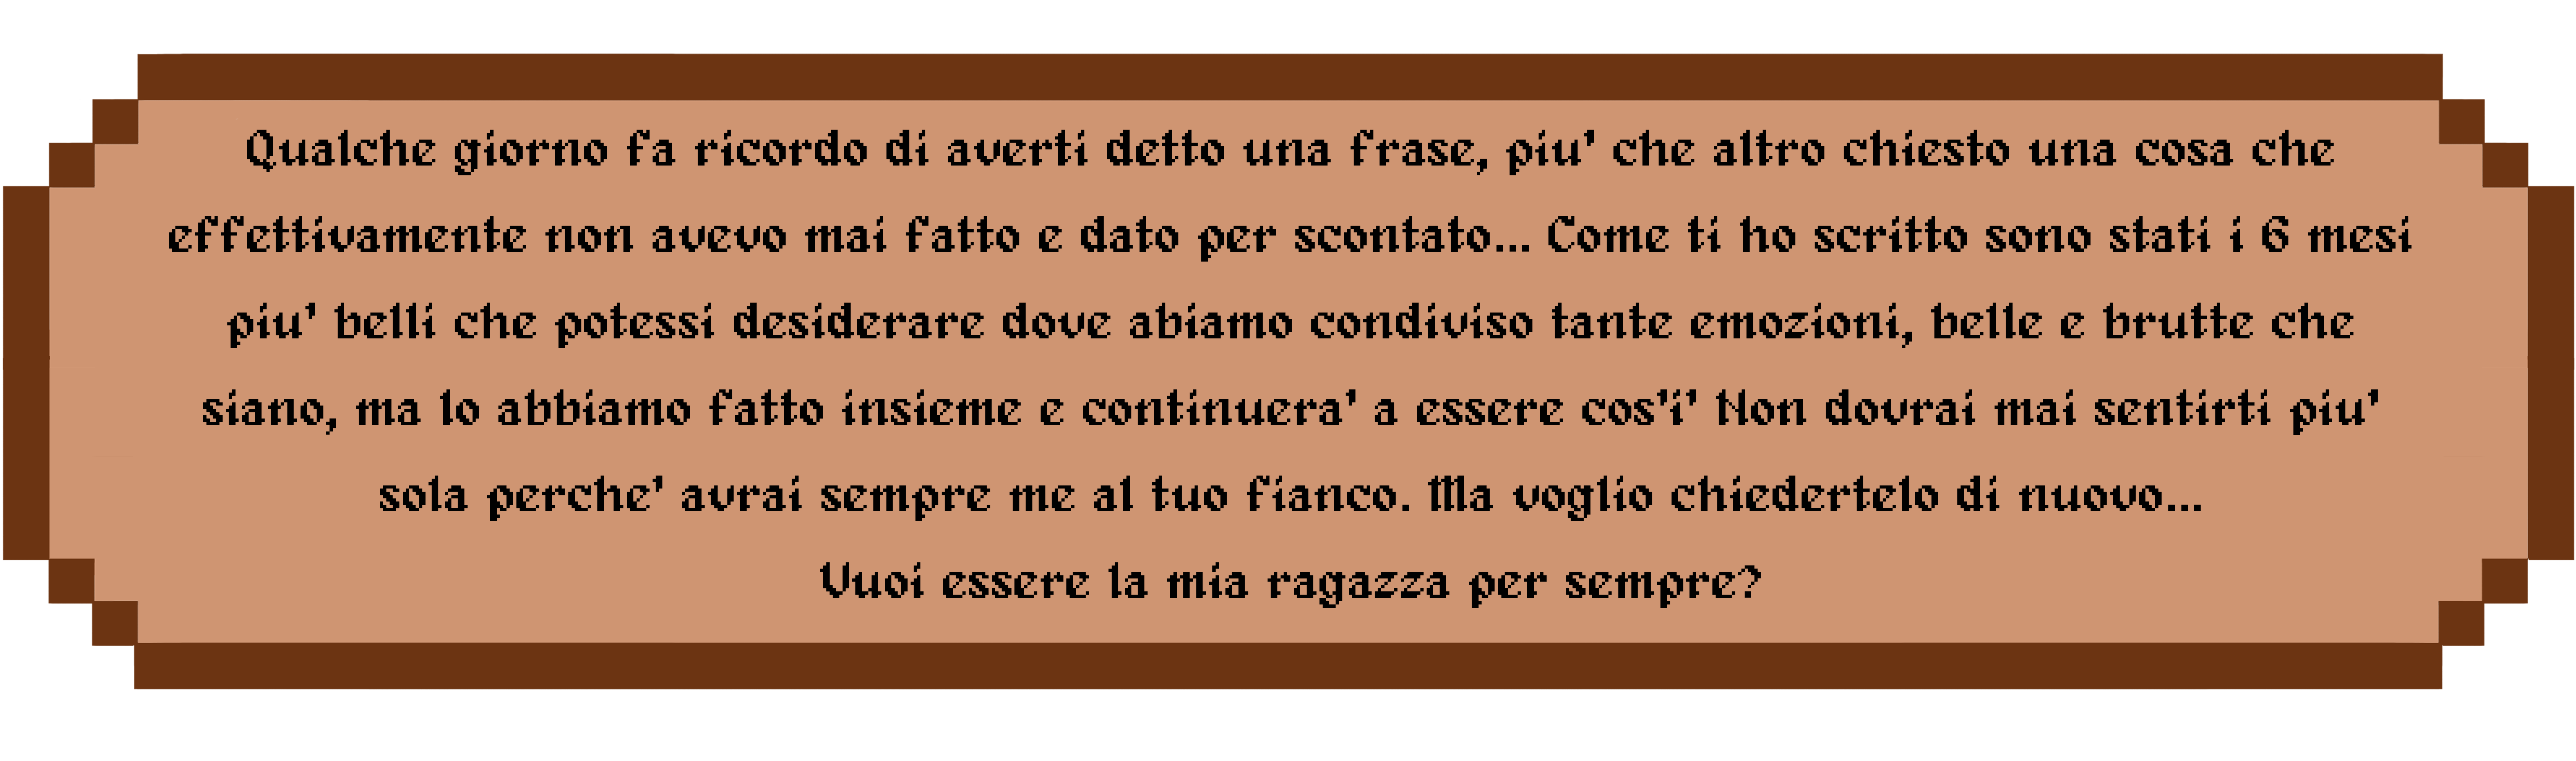 Qualche giorno fa ricordo di averti detto una frase, piu' che altro chiesto una cosa che
effettivamente non avevo mai fatto e dato per scontato... Come ti ho scritto sono stati i 6 mesi
piu' belli che potessi desiderare dove abiamo condiviso tante emozioni, belle e brutte che
siano, ma lo abbiamo fatto insieme e continuera' a essere cos'i' Non dovrai mai sentirti piu'
sola perche' avrai sempre me al tuo fianco. Ma voglio chiedertelo di nuovo...
Vuoi essere la mia ragazza per sempre?